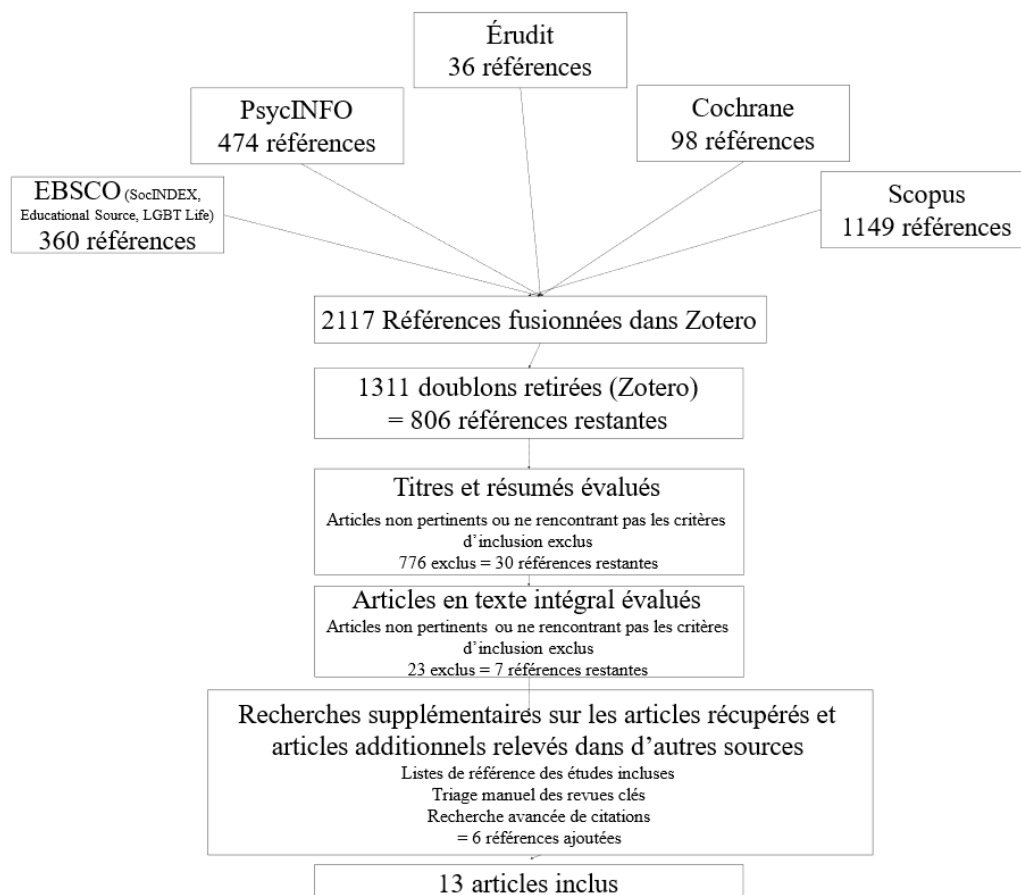 Érudit
36 références
PsycINFO
474 références
Cochrane
98 références
EBSCO (SocINDEX,
Educational Source, LGBT Life)
360 références
Scopus
1149 références
2117 Références fusionnées dans Zotero
1311 doublons retirées (Zotero)
= 806 références restantes
Titres et résumés évalués
Articles non pertinents ou ne rencontrant pas les critères
d’inclusion exclus
776 exclus = 30 références restantes
Articles en texte intégral évalués
Articles non pertinents ou ne rencontrant pas les critères
d’inclusion exclus
23 exclus = 7 références restantes
Recherches supplémentaires sur les articles récupérés et
articles additionnels relevés dans d’autres sources
Listes de référence des études incluses
Triage manuel des revues clés
Recherche avancée de citations
= 6 références ajoutées
13 articles inclus